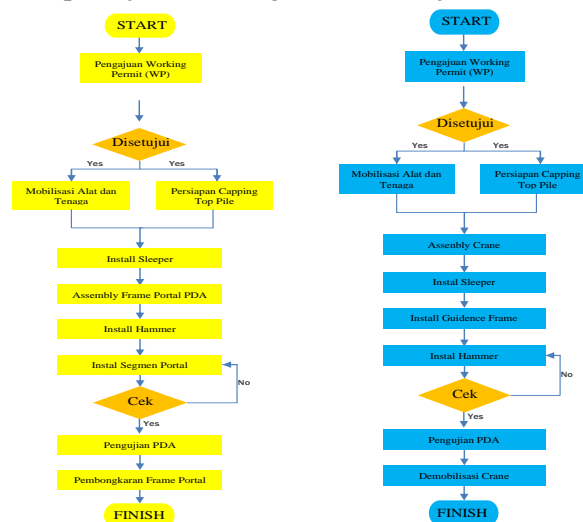 START
Pengajuan Working
Permit (WP)
Disetujui
Yes
Yes
Mobilisasi Alat dan
Tenaga
Persiapan Capping
Top Pile
Install Sleeper
Assembly Frame Portal PDA
Install Hammer
Instal Segmen Portal
No
Cek
Yes
Pengujian PDA
Pembongkaran Frame Portal
FINISH
START
Pengajuan Working
Permit (WP)
Disetujui
Yes
Yes
Mobilisasi Alat dan
Tenaga
Persiapan Capping
Top Pile
Assenbly Crane
Instal Sleeper
Install Guidence Frame
Instal Hammer
No
Cek
Yes
Pengujian PDA
Demobilisasi Crane
FINISH